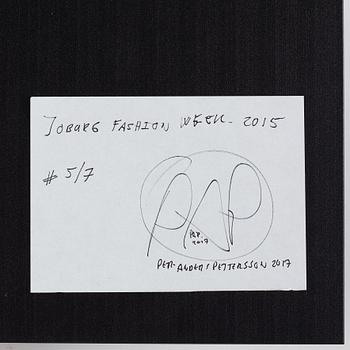 JOBURG FASHION WEEK - 2015
# 5/7
PAP
P.A.P.
2017
PER-ANDERS PETTERSSON 2017